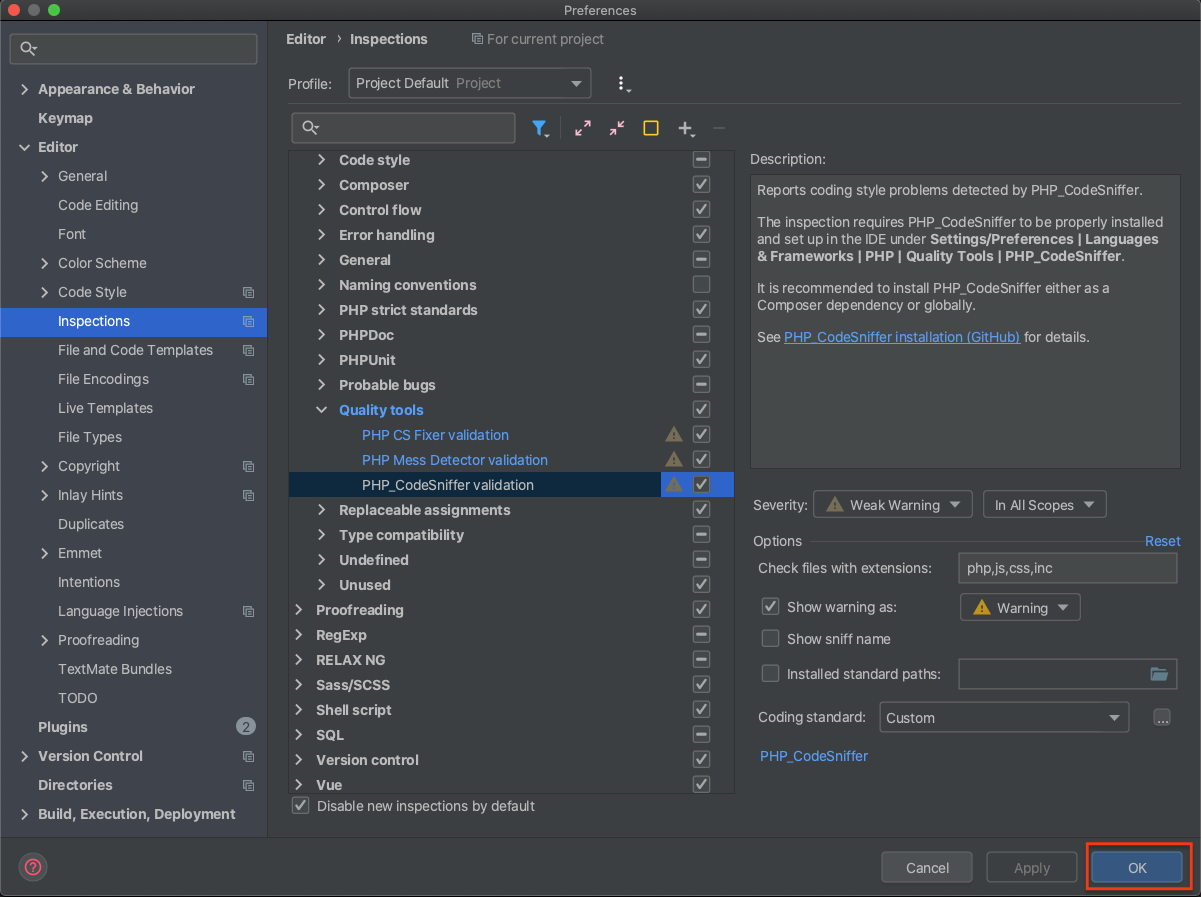 Preferences
Appearance & Behavior
Keymap
Editor
General
Code Editing
Font
Color Scheme
Code Style
Inspections
File and Code Templates
File Encodings
Live Templates
File Types
Copyright
Inlay Hints
Duplicates
Emmet
Intentions
Language Injections
Proofreading
TextMate Bundles
TODO
Plugins 2
Version Control
Directories
Build, Execution, Deployment
Editor › Inspections For current project
Profile: Project Default Project
Code style
Composer
Control flow
Error handling
General
Naming conventions
PHP strict standards
PHPDoc
PHPUnit
Probable bugs
Quality tools
PHP CS Fixer validation
PHP Mess Detector validation
PHP_CodeSniffer validation
Replaceable assignments
Type compatibility
Undefined
Unused
Proofreading
RegExp
RELAX NG
Sass/SCSS
Shell script
SQL
Version control
Vue
Disable new inspections by default
Description:
Reports coding style problems detected by PHP_CodeSniffer.
The inspection requires PHP_CodeSniffer to be properly installed
and set up in the IDE under Settings/Preferences | Languages
& Frameworks | PHP | Quality Tools | PHP_CodeSniffer.
It is recommended to install PHP_CodeSniffer either as a
Composer dependency or globally.
See PHP_CodeSniffer installation (GitHub) for details.
Severity: Weak Warning In All Scopes
Options Reset
Check files with extensions: php,js,css,inc
Show warning as: Warning
Show sniff name
Installed standard paths:
Coding standard: Custom ...
PHP_CodeSniffer
? Cancel Apply OK